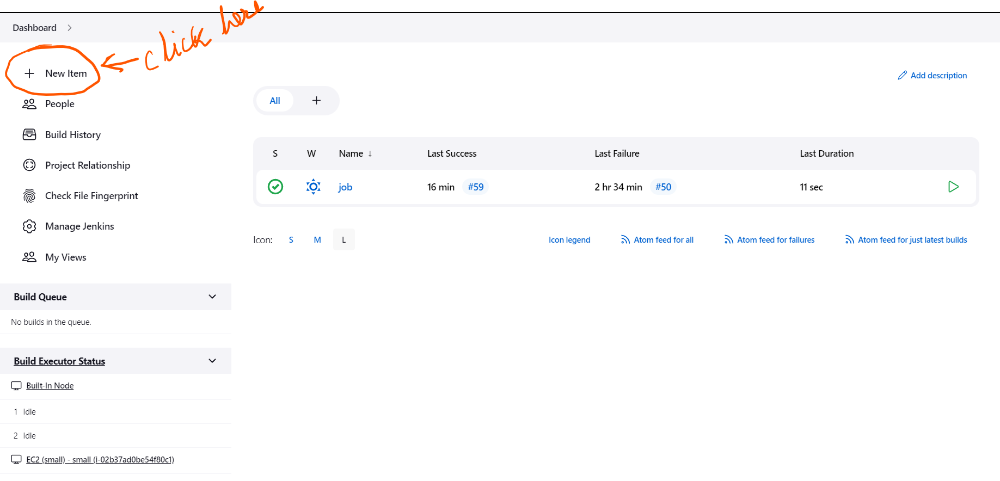 click here
Dashboard
New Item
People
Build History
Project Relationship
Check File Fingerprint
Manage Jenkins
My Views
Build Queue
No builds in the queue.
Build Executor Status
Built-In Node
1 Idle
2 Idle
EC2 (small) - small (i-02b37ad0be54f80c1)
Add description
All
S W Name ↓ Last Success Last Failure Last Duration
job 16 min #59 2 hr 34 min #50 11 sec
Icon: S M L
Icon legend Atom feed for all Atom feed for failures Atom feed for just latest builds